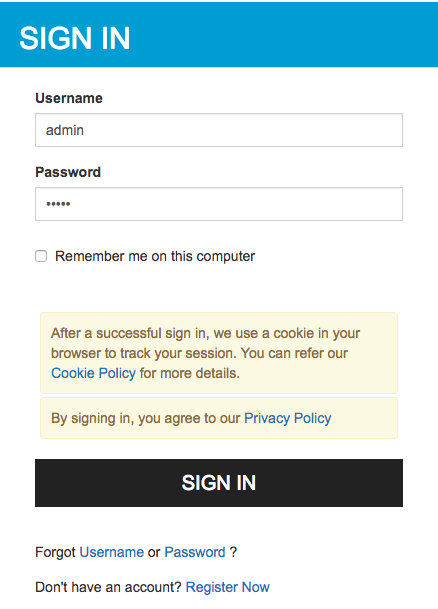 SIGN IN
Username
admin
Password
•••••
Remember me on this computer
After a successful sign in, we use a cookie in your
browser to track your session. You can refer our
Cookie Policy for more details.
By signing in, you agree to our Privacy Policy
SIGN IN
Forgot Username or Password ?
Don't have an account? Register Now